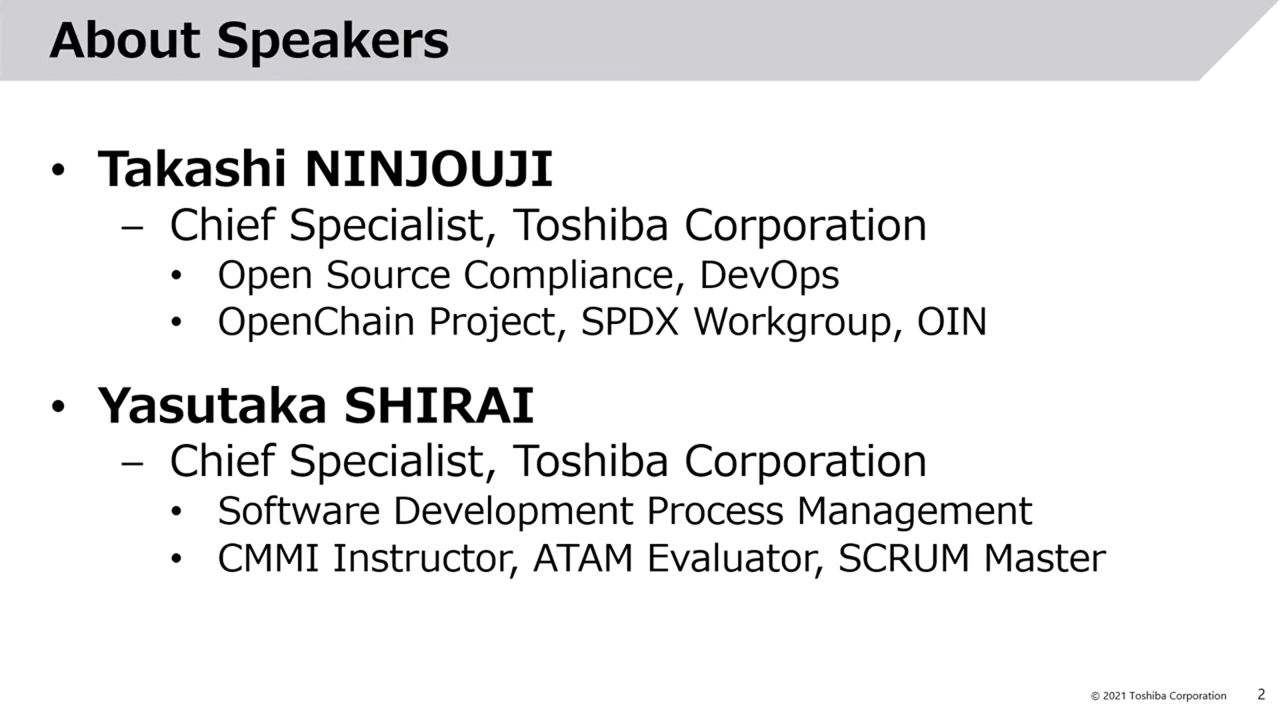 About Speakers
• Takashi NINJOUJI
– Chief Specialist, Toshiba Corporation
• Open Source Compliance, DevOps
• OpenChain Project, SPDX Workgroup, OIN
• Yasutaka SHIRAI
– Chief Specialist, Toshiba Corporation
• Software Development Process Management
• CMMI Instructor, ATAM Evaluator, SCRUM Master
© 2021 Toshiba Corporation 2